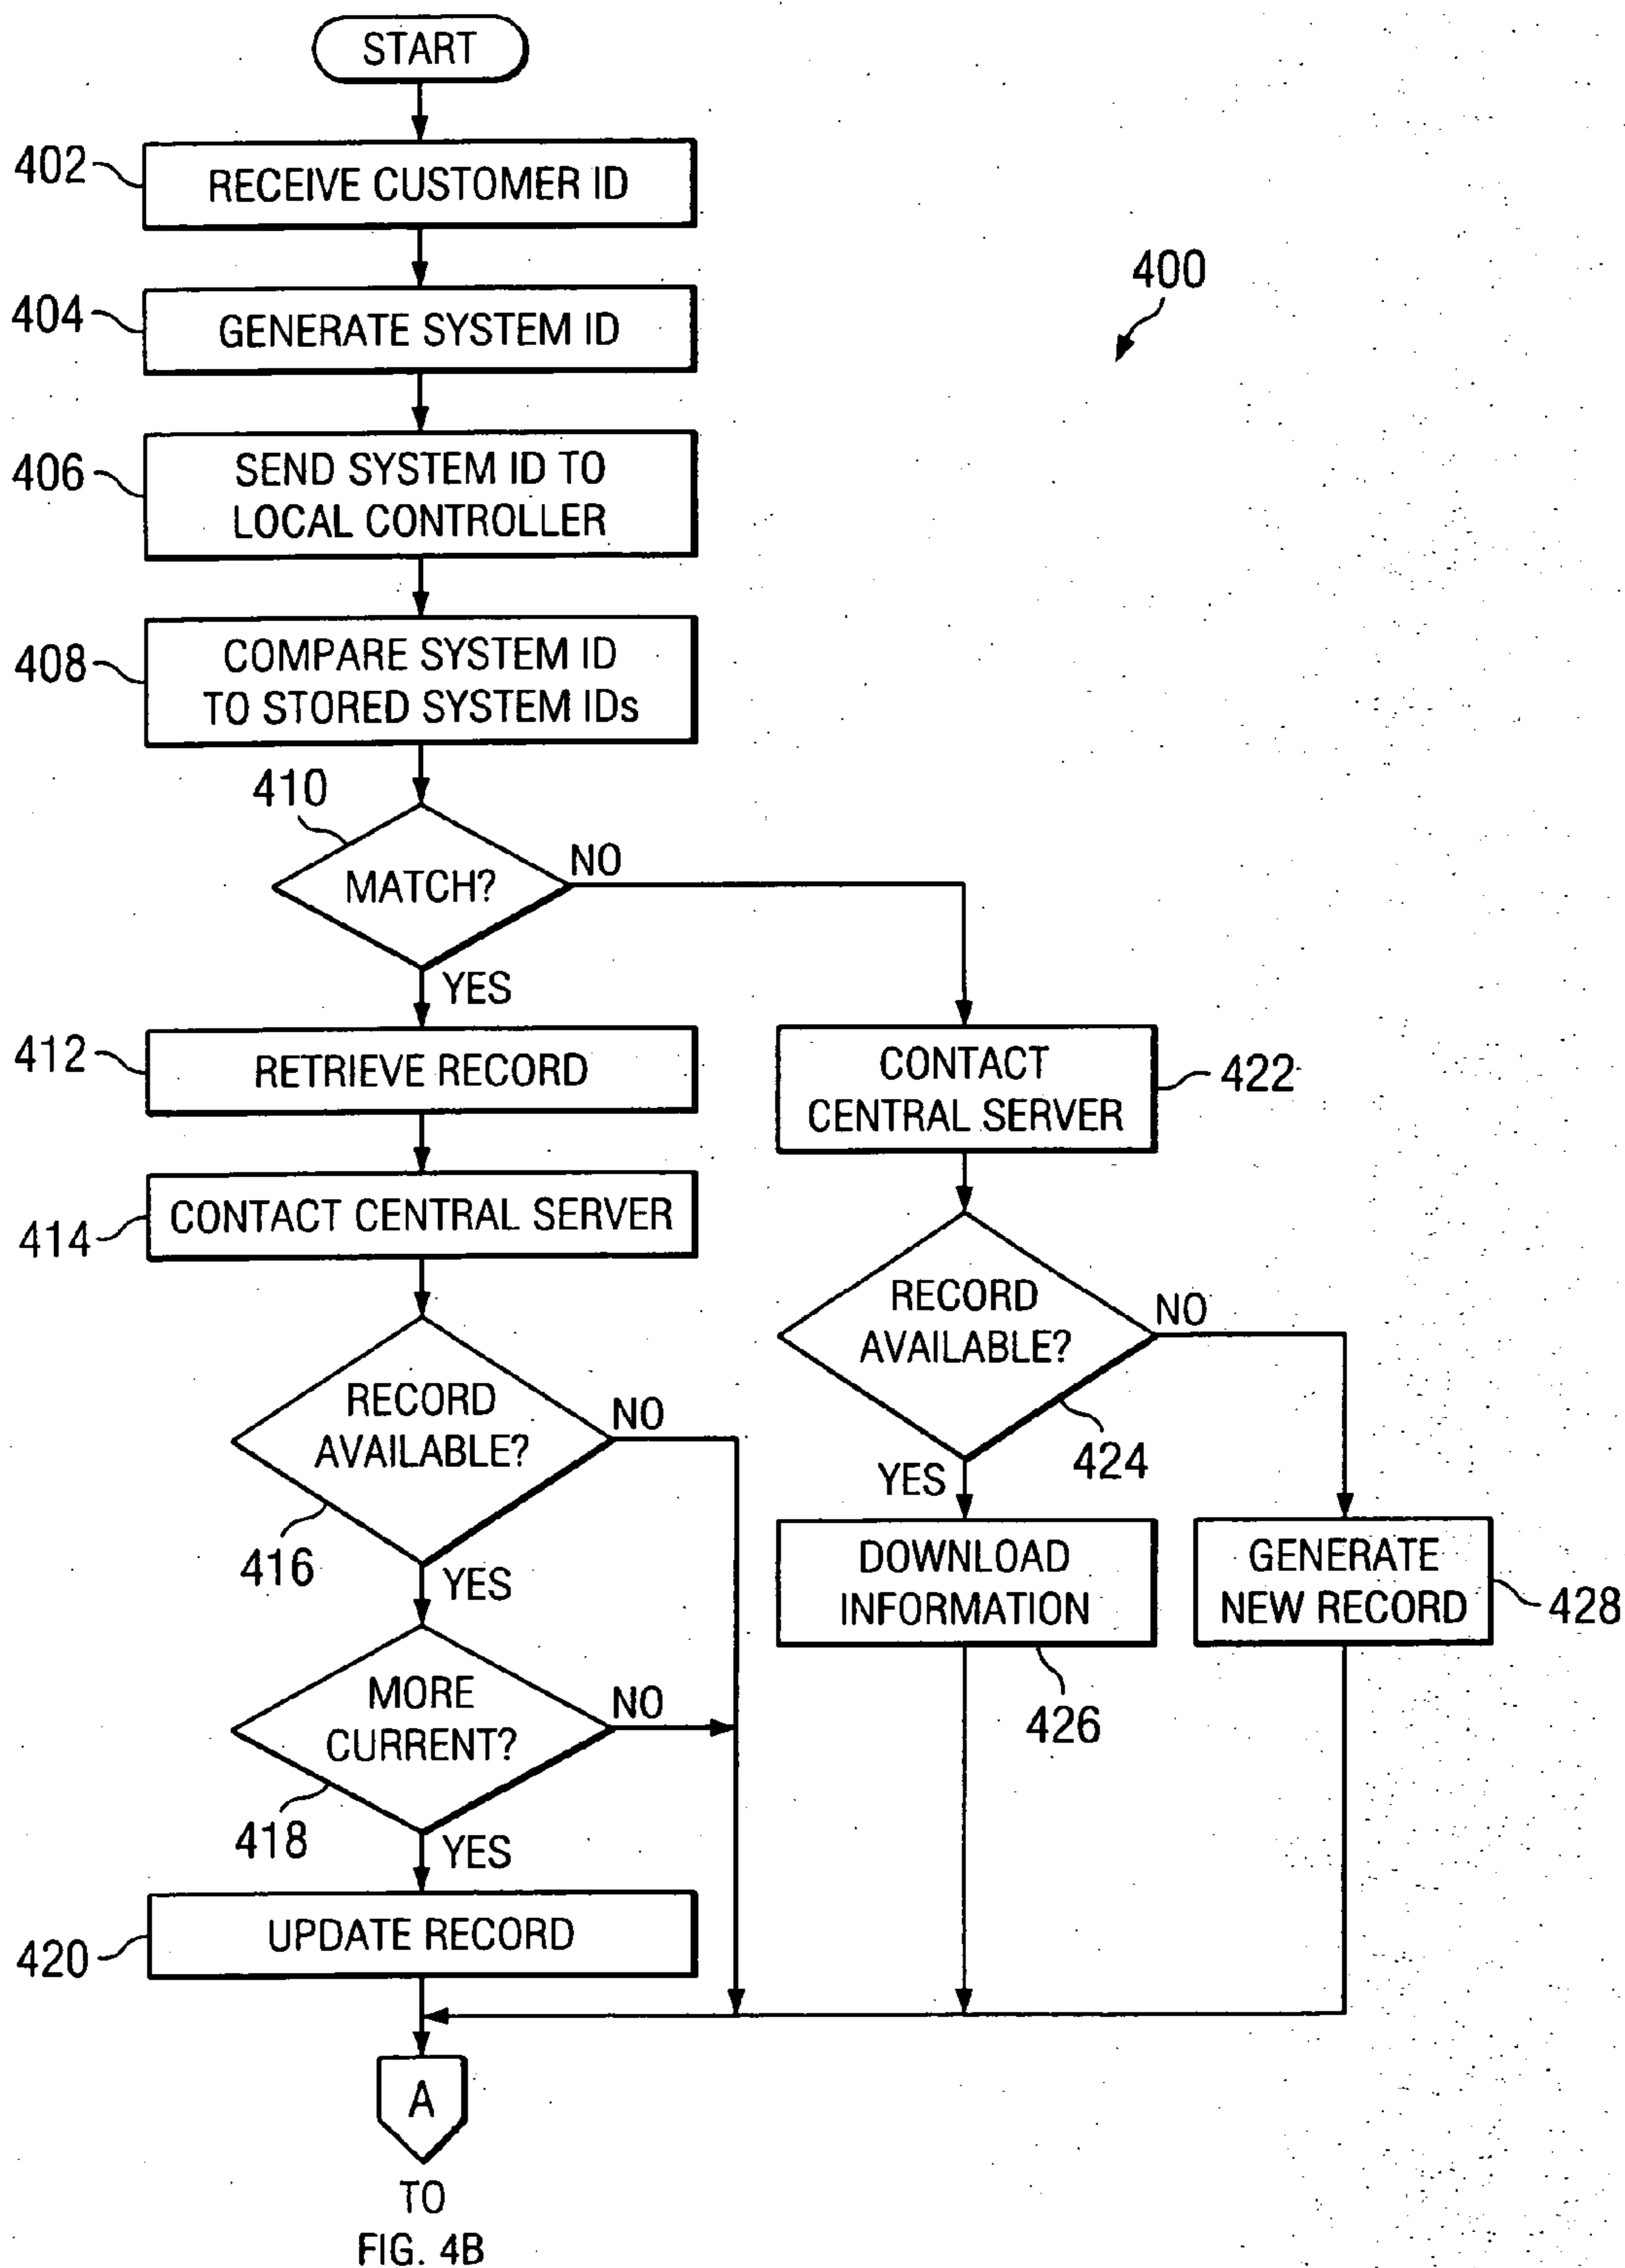 START
402
RECEIVE CUSTOMER ID
400
404
GENERATE SYSTEM ID
406
SEND SYSTEM ID TO
LOCAL CONTROLLER
408
COMPARE SYSTEM ID
TO STORED SYSTEM IDs
410
MATCH?
NO
YES
412
RETRIEVE RECORD
CONTACT
CENTRAL SERVER
422
414
CONTACT CENTRAL SERVER
RECORD
AVAILABLE?
NO
424
YES
RECORD
AVAILABLE?
NO
416
YES
DOWNLOAD
INFORMATION
426
GENERATE
NEW RECORD
428
MORE
CURRENT?
NO
418
YES
420
UPDATE RECORD
A
TO
FIG. 4B